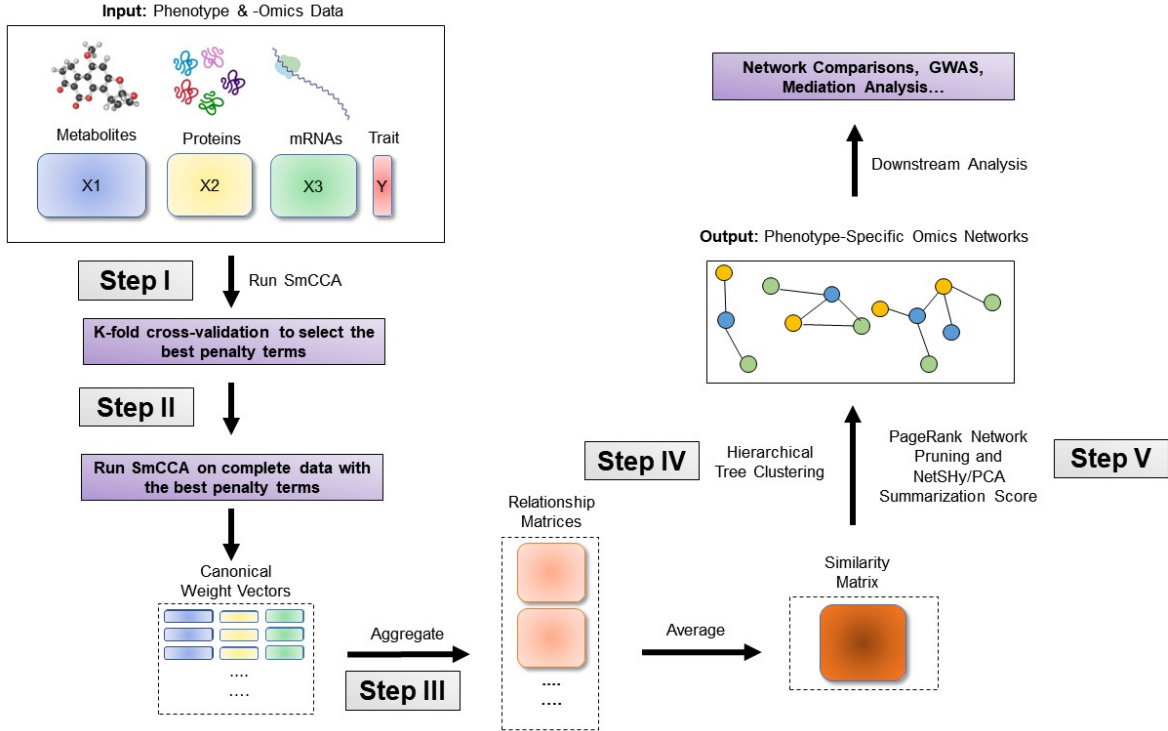 Input: Phenotype & -Omics Data
Metabolites
Proteins
mRNAs
Trait
X1
X2
X3
Y
Step I
Run SmCCA
K-fold cross-validation to select the
best penalty terms
Step II
Run SmCCA on complete data with
the best penalty terms
Canonical
Weight Vectors
....
....
Aggregate
Step III
Relationship
Matrices
....
....
Average
Similarity
Matrix
Step IV
Hierarchical
Tree Clustering
PageRank Network
Pruning and
NetSHy/PCA
Summarization Score
Step V
Output: Phenotype-Specific Omics Networks
Downstream Analysis
Network Comparisons, GWAS,
Mediation Analysis...